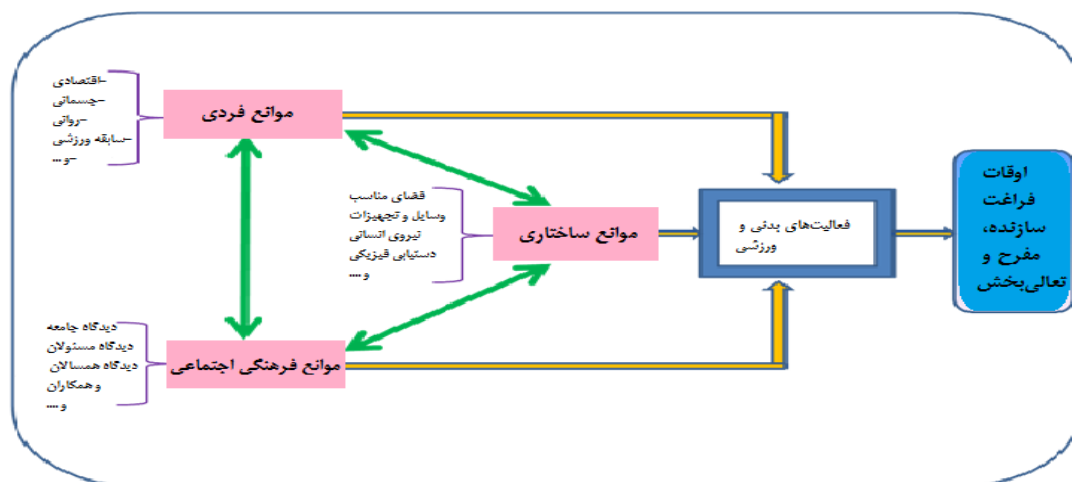 -اقتصادی
-جسمانی
-روانی
-سابقه ورزشی
-و ...
موانع فردی
قضای مناسب
وسایل و تجهیزات
نیروی انسانی
دستیابی فیزیکی
و ....
موانع ساختاری
فعالیت‌های بدنی و
ورزشی
اوقات
فراغت
سازنده،
مفرح و
تعالی‌بخش
دیدگاه جامعه
دیدگاه مسئولان
دیدگاه همسالان
و همکاران
و ....
موانع فرهنگی اجتماعی